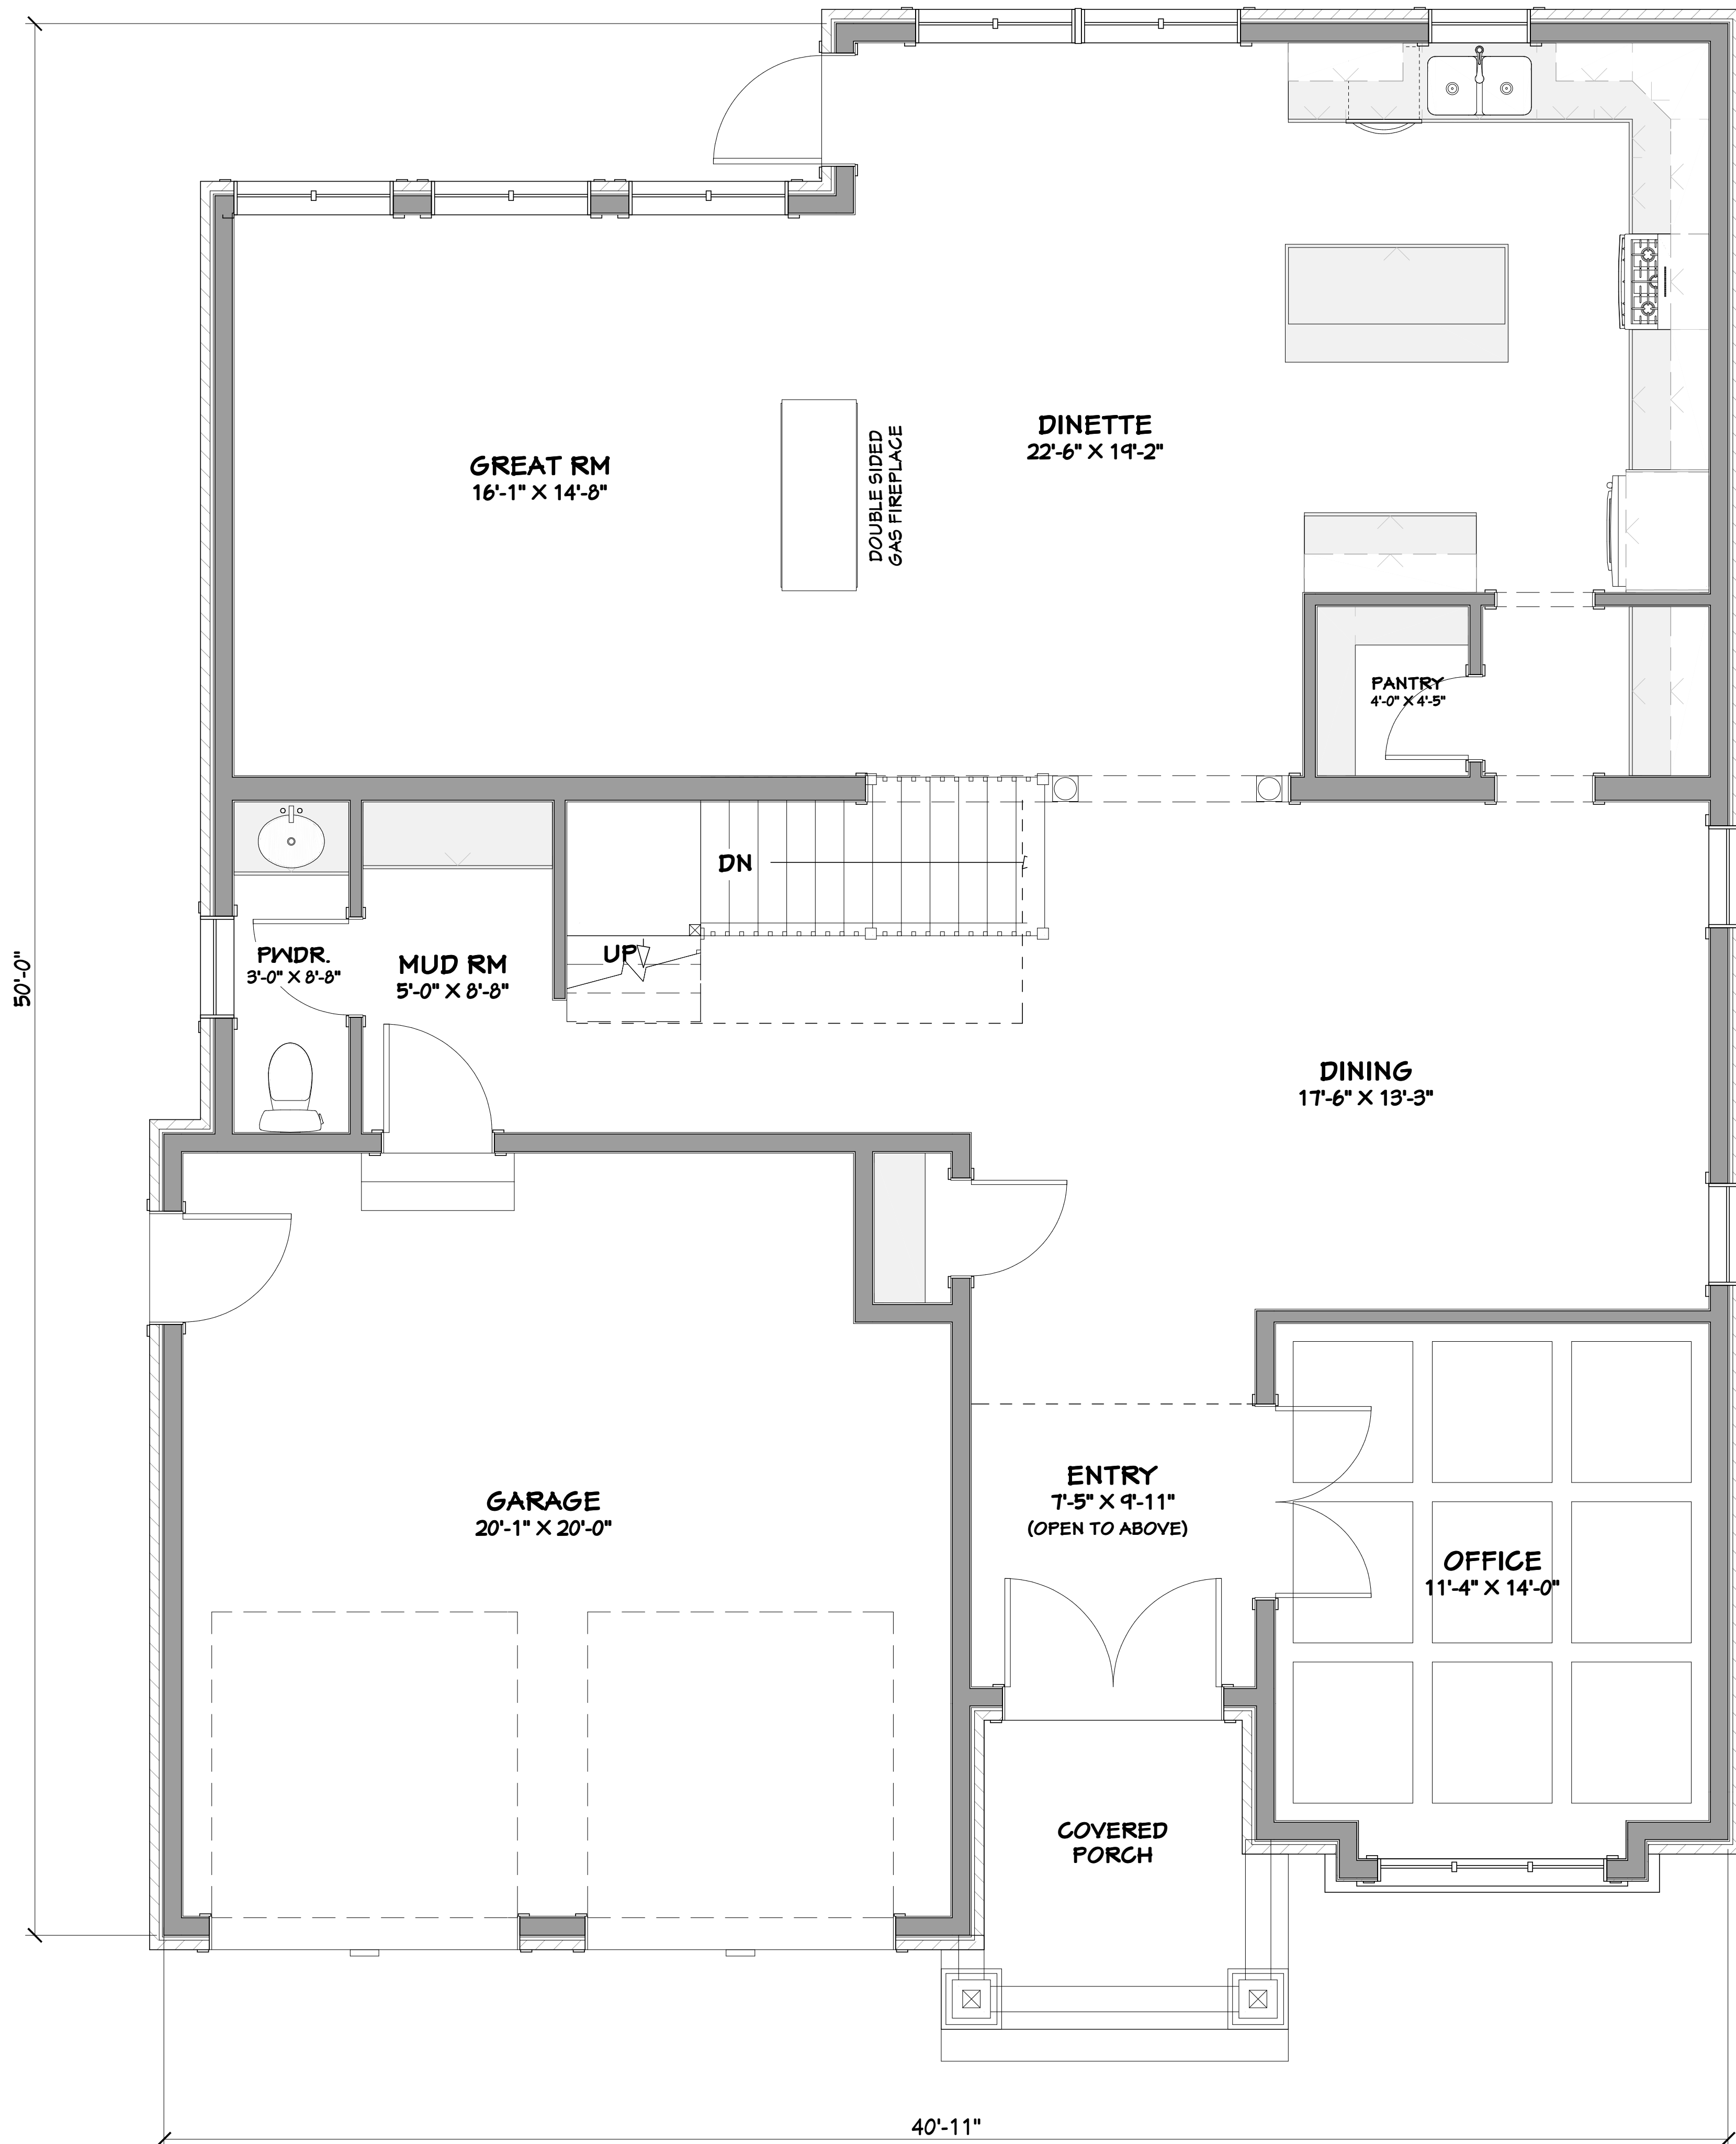 DINETTE
22'-6" X 19'-2"
GREAT RM
16'-1" X 14'-8"
DOUBLE SIDED
GAS FIREPLACE
PANTRY
4'-0" X 4'-5"
DN
UP
PWDR.
3'-0" X 8'-8"
MUD RM
5'-0" X 8'-8"
50'-0"
DINING
17'-6" X 13'-3"
ENTRY
7'-5" X 9'-11"
(OPEN TO ABOVE)
GARAGE
20'-1" X 20'-0"
OFFICE
11'-4" X 14'-0"
COVERED
PORCH
40'-11"